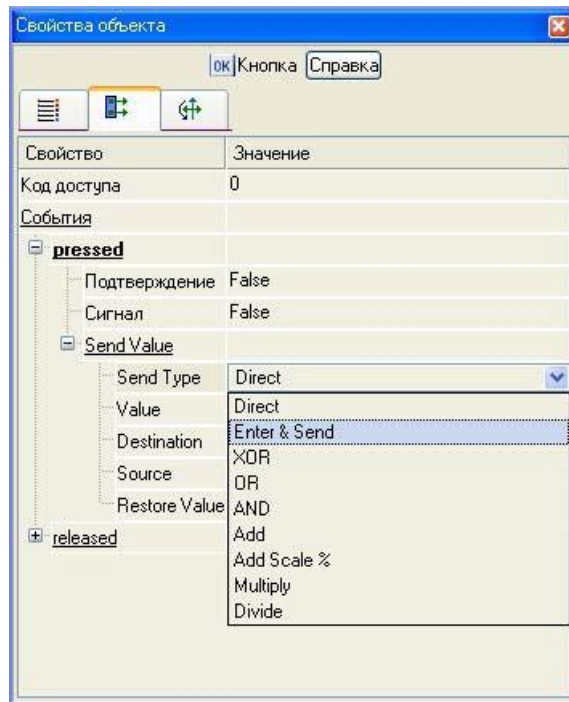 Свойства объекта
ок Кнопка Справка
Свойство Значение
Код доступа 0
События
pressed
Подтверждение False
Сигнал False
Send Value
Send Type Direct
Value Direct
Destination Enter & Send
XOR
Source OR
Restore Value AND
released Add
Add Scale %
Multiply
Divide